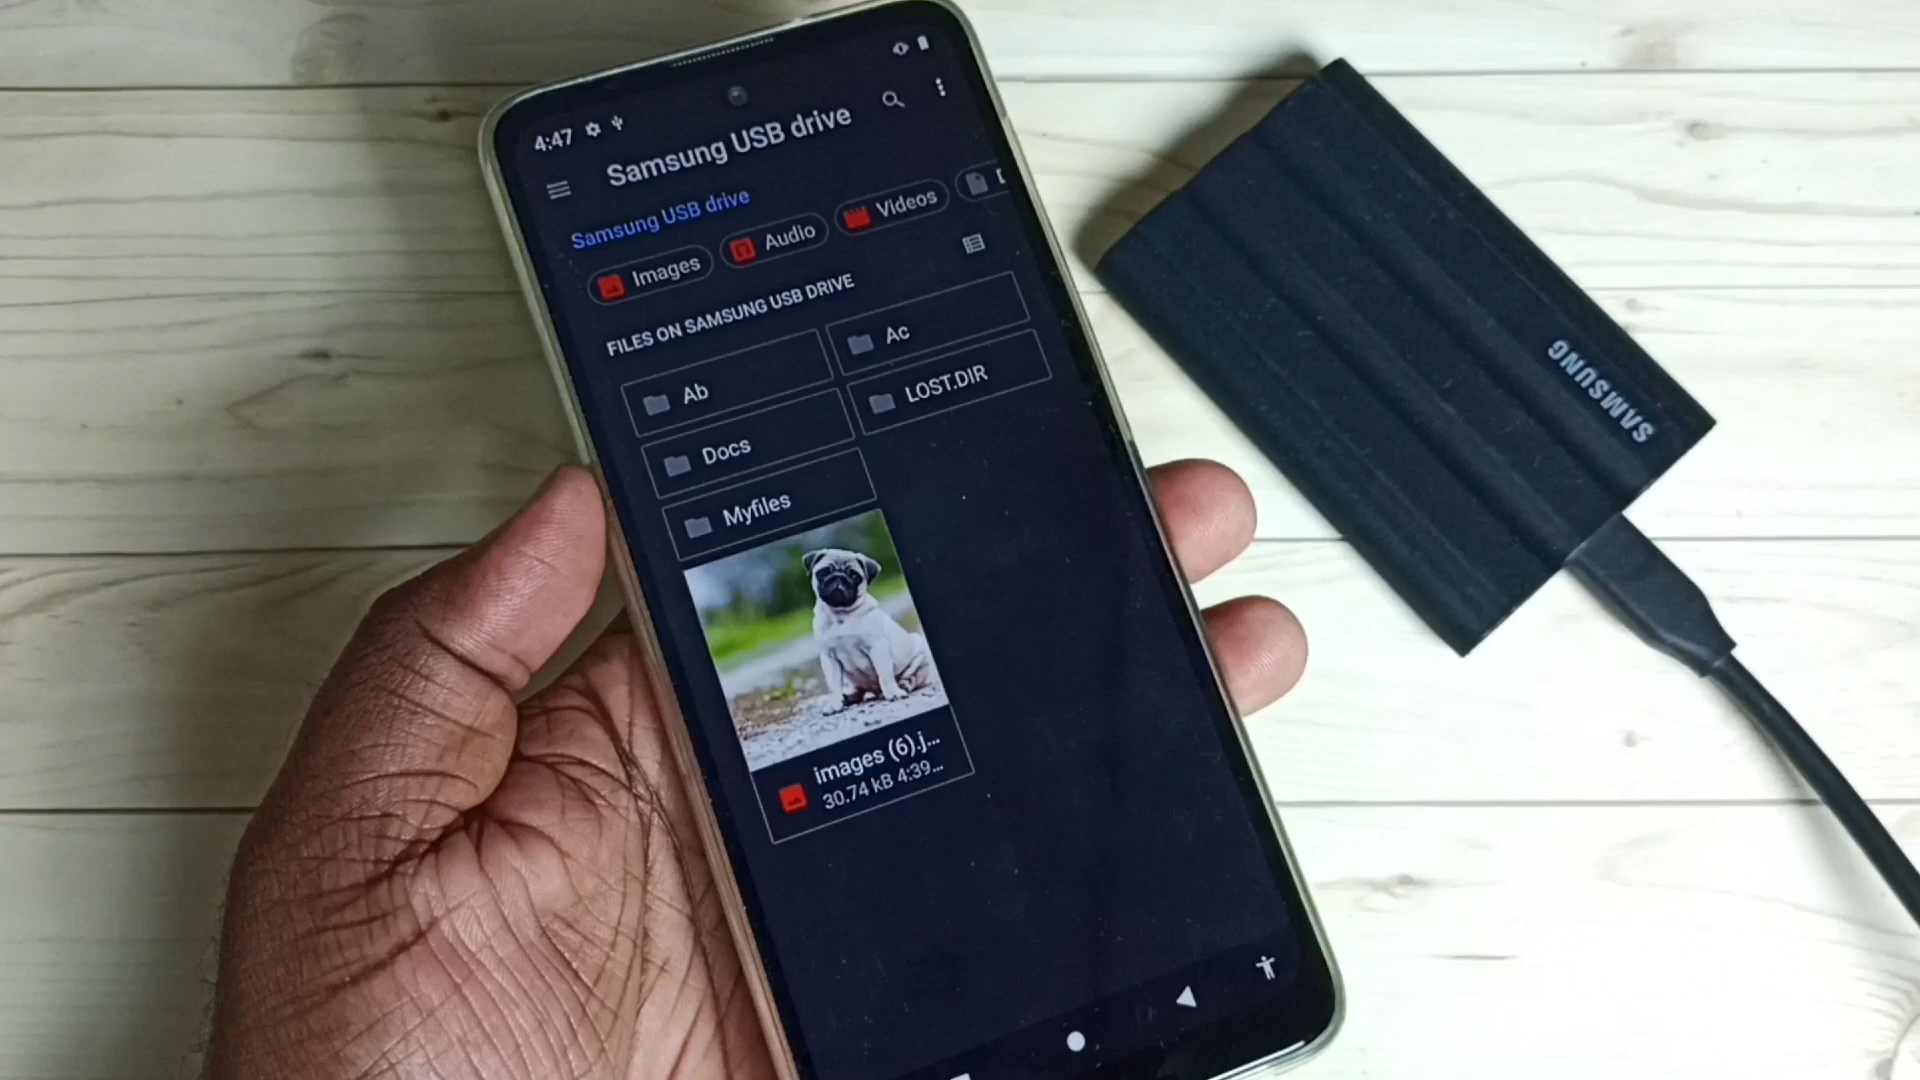 4:47
Samsung USB drive
Samsung USB drive
Images
Audio
Videos
D
FILES ON SAMSUNG USB DRIVE
Ab
Ac
Docs
LOST.DIR
Myfiles
images (6).j...
30.74 kB 4:39...
SAMSUNG